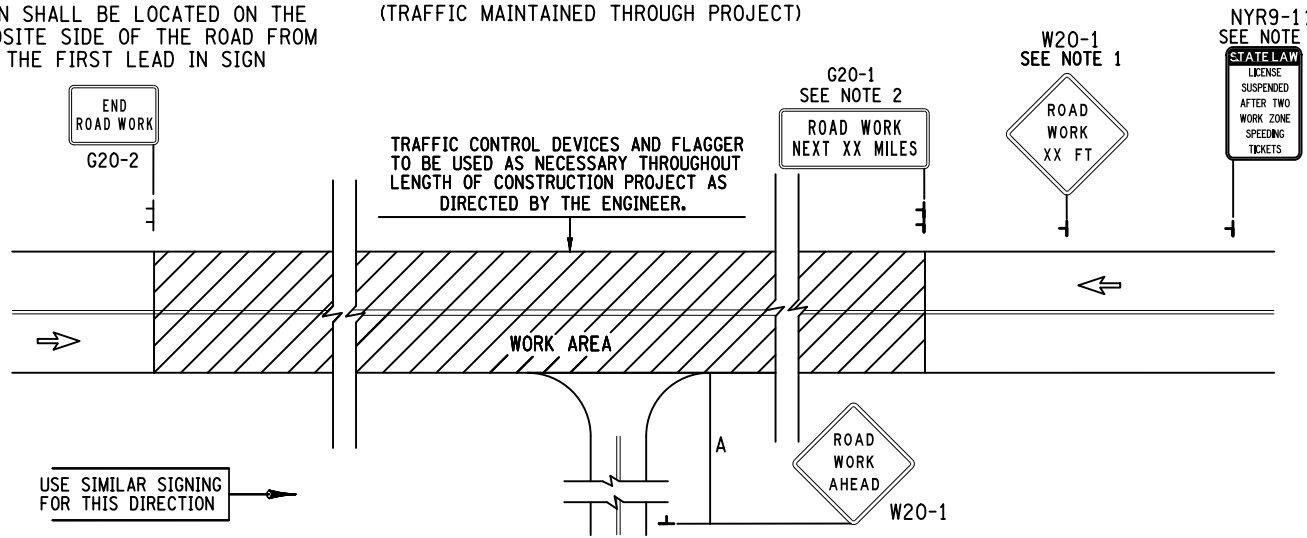 N SHALL BE LOCATED ON THE
OSITE SIDE OF THE ROAD FROM
THE FIRST LEAD IN SIGN
(TRAFFIC MAINTAINED THROUGH PROJECT)
NYR9-11
SEE NOTE
STATE LAW
LICENSE
SUSPENDED
AFTER TWO
WORK ZONE
SPEEDING
TICKETS
W20-1
SEE NOTE 1
ROAD
WORK
XX FT
G20-1
SEE NOTE 2
ROAD WORK
NEXT XX MILES
END
ROAD WORK
G20-2
TRAFFIC CONTROL DEVICES AND FLAGGER
TO BE USED AS NECESSARY THROUGHOUT
LENGTH OF CONSTRUCTION PROJECT AS
DIRECTED BY THE ENGINEER.
WORK AREA
A
ROAD
WORK
AHEAD
W20-1
USE SIMILAR SIGNING
FOR THIS DIRECTION